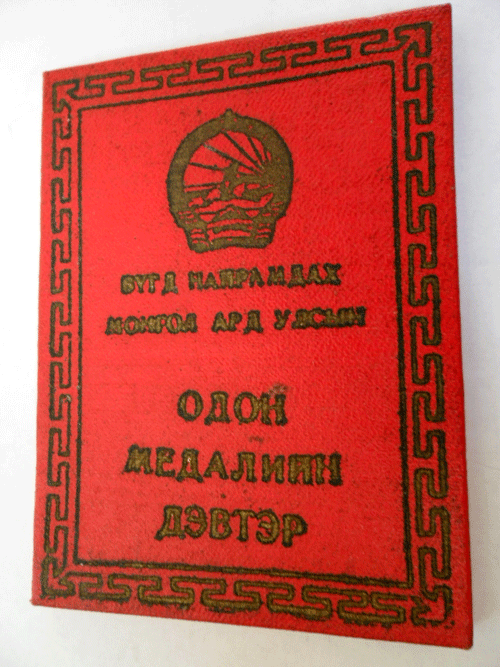 БҮГД НАЙРАМДАХ
МОНГОЛ АРД УЛСЫН
ОДОН
МЕДАЛИЙН
ДЭВТЭР